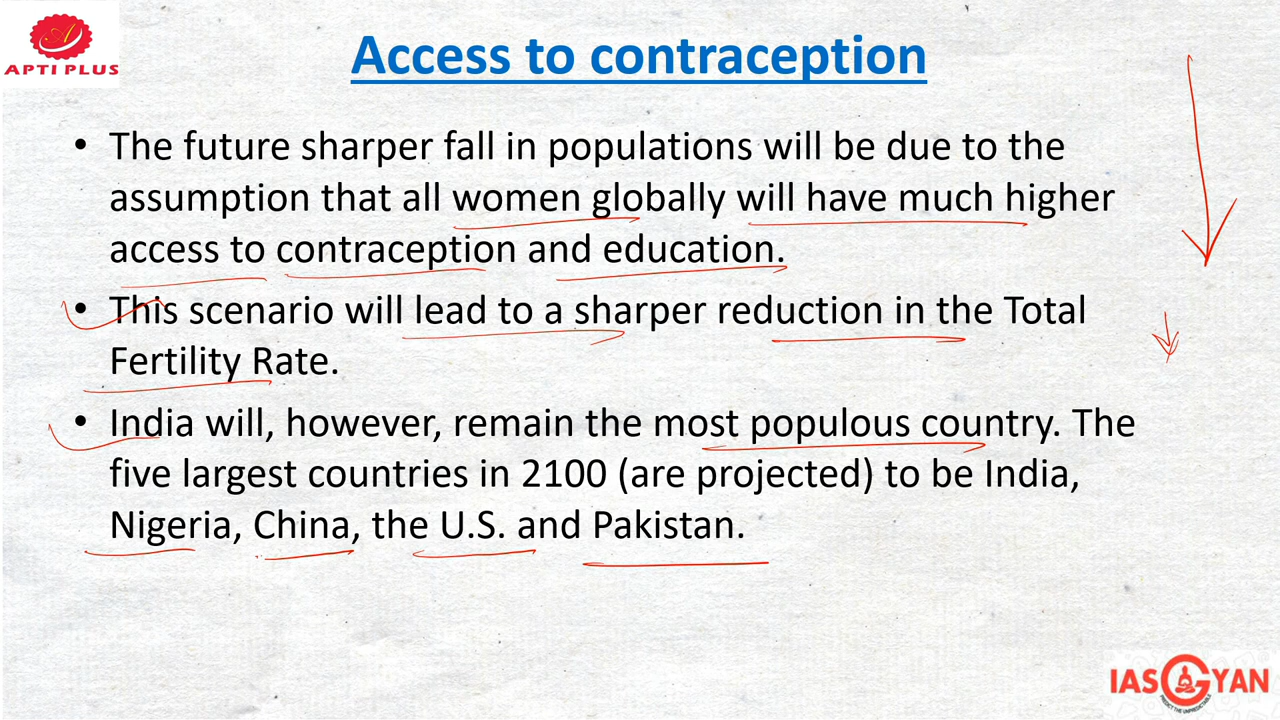 APTI PLUS
Access to contraception
• The future sharper fall in populations will be due to the
assumption that all women globally will have much higher
access to contraception and education.
• This scenario will lead to a sharper reduction in the Total
Fertility Rate.
• India will, however, remain the most populous country. The
five largest countries in 2100 (are projected) to be India,
Nigeria, China, the U.S. and Pakistan.
IASGYAN
PREDICT THE UNPREDICTABLE